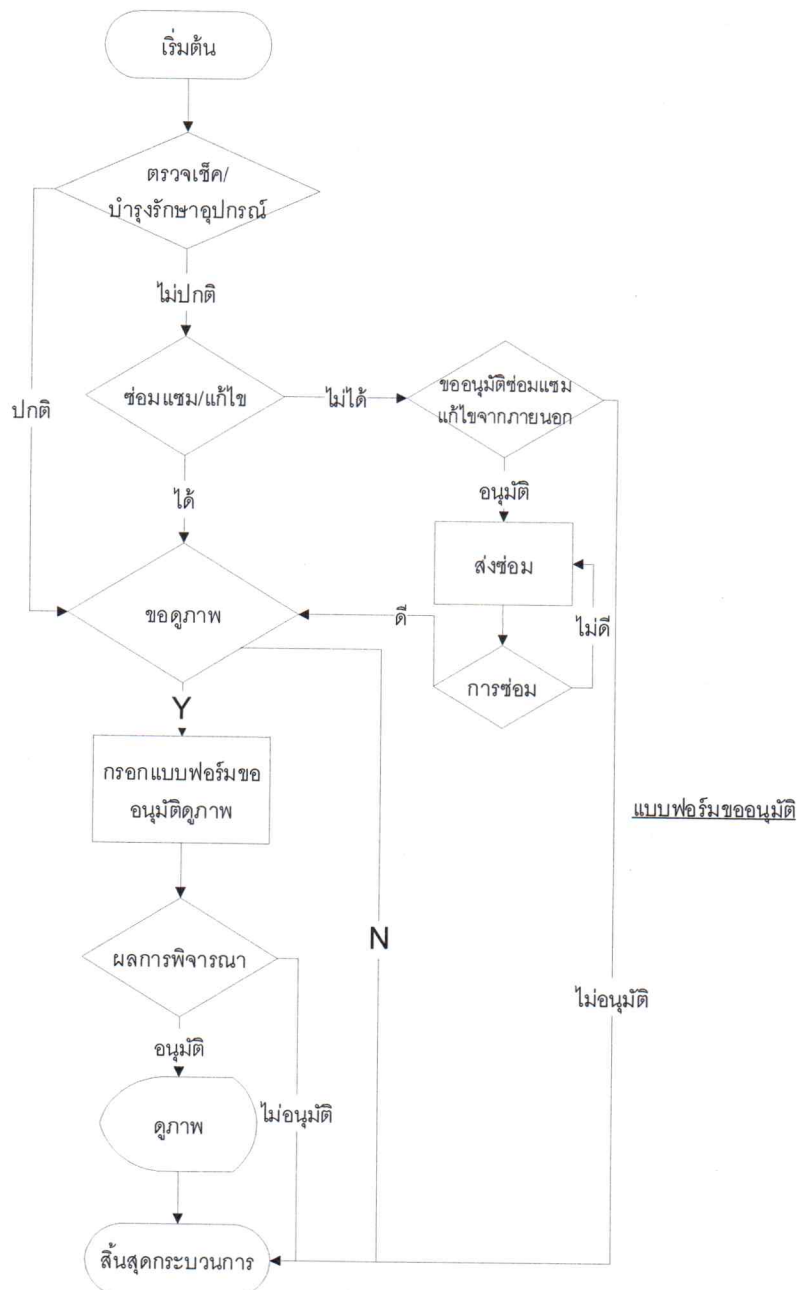 เริ่มต้น
ตรวจเช็ค/
บำรุงรักษาอุปกรณ์
ไม่ปกติ
ปกติ
ซ่อมแซม/แก้ไข
ไม่ได้
ขออนุมัติซ่อมแซม
แก้ไขจากภายนอก
ได้
อนุมัติ
ส่งซ่อม
ขอดูภาพ
ดี
ไม่ดี
การซ่อม
Y
กรอกแบบฟอร์มขอ
อนุมัติดูภาพ
แบบฟอร์มขออนุมัติ
N
ผลการพิจารณา
ไม่อนุมัติ
อนุมัติ
ดูภาพ
ไม่อนุมัติ
สิ้นสุดกระบวนการ